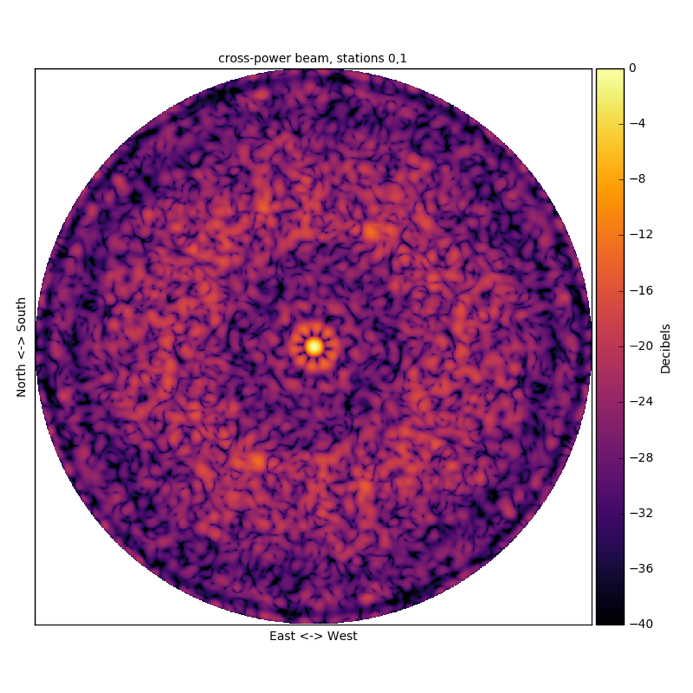 cross-power beam, stations 0,1
North <-> South
East <-> West
0
−4
−8
−12
−16
−20
−24
−28
−32
−36
−40
Decibels